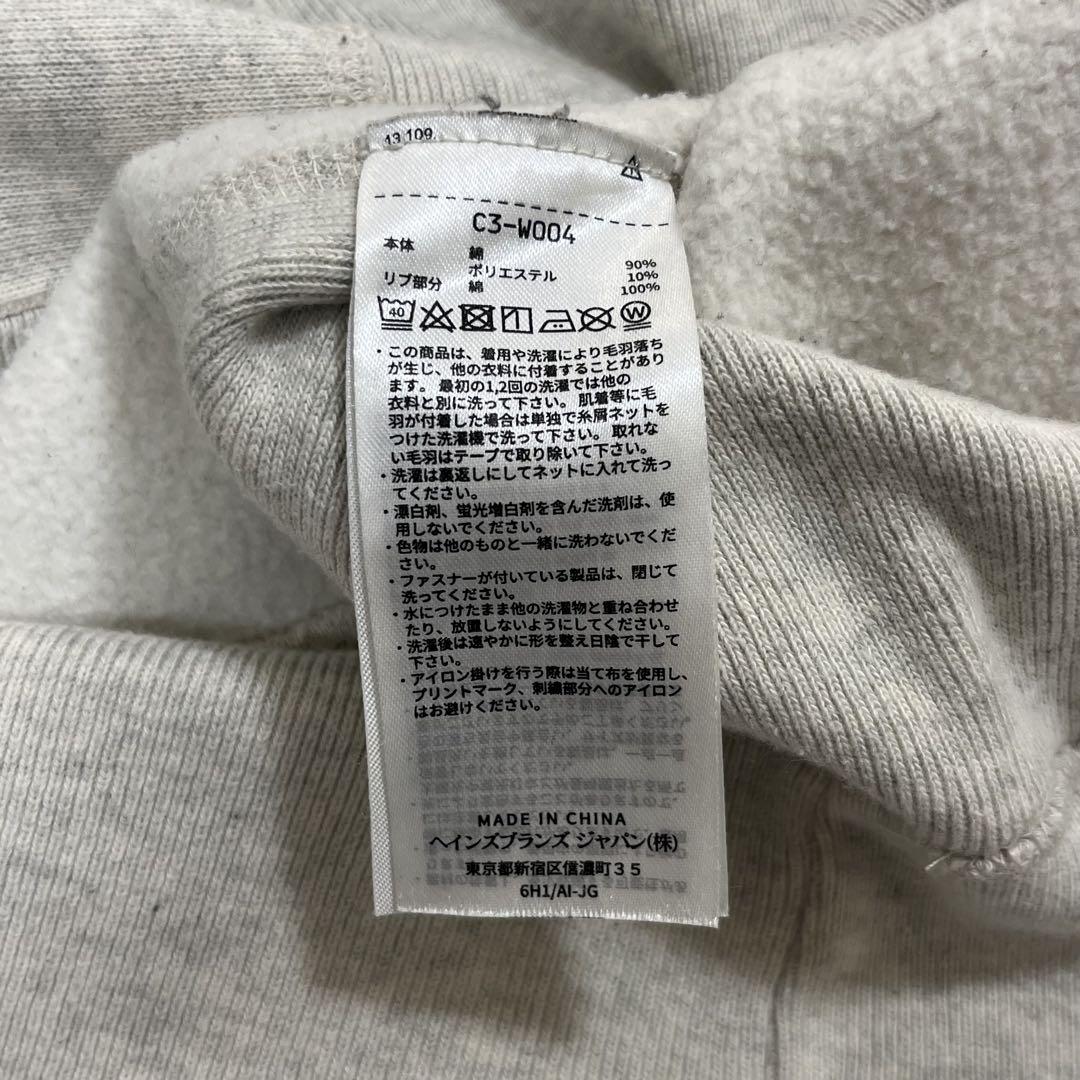 13,109
C3-W004
本体 綿 90%
ポリエステル 10%
リブ部分 綿 100%
40
W
・この商品は、着用や洗濯により毛羽落ち
が生じ、他の衣料に付着することがあり
ます。最初の1,2回の洗濯では他の
衣料と別に洗って下さい。肌着等に毛
羽が付着した場合は単独で糸屑ネットを
つけた洗濯機で洗って下さい。取れな
い毛羽はテープで取り除いて下さい。
・洗濯は裏返しにしてネットに入れて洗っ
てください。
・漂白剤、蛍光増白剤を含んだ洗剤は、使
用しないでください。
・色物は他のものと一緒に洗わないでくだ
さい。
・ファスナーが付いている製品は、閉じて
洗ってください。
・水につけたまま他の洗濯物と重ね合わせ
たり、放置しないようにしてください。
・洗濯後は速やかに形を整え日陰で干して
下さい。
・アイロン掛けを行う際は当て布を使用し、
プリントマーク、刺繍部分へのアイロン
はお避けください。
MADE IN CHINA
ヘインズブランズ ジャパン(株)
東京都新宿区信濃町35
6H1/AI-JG